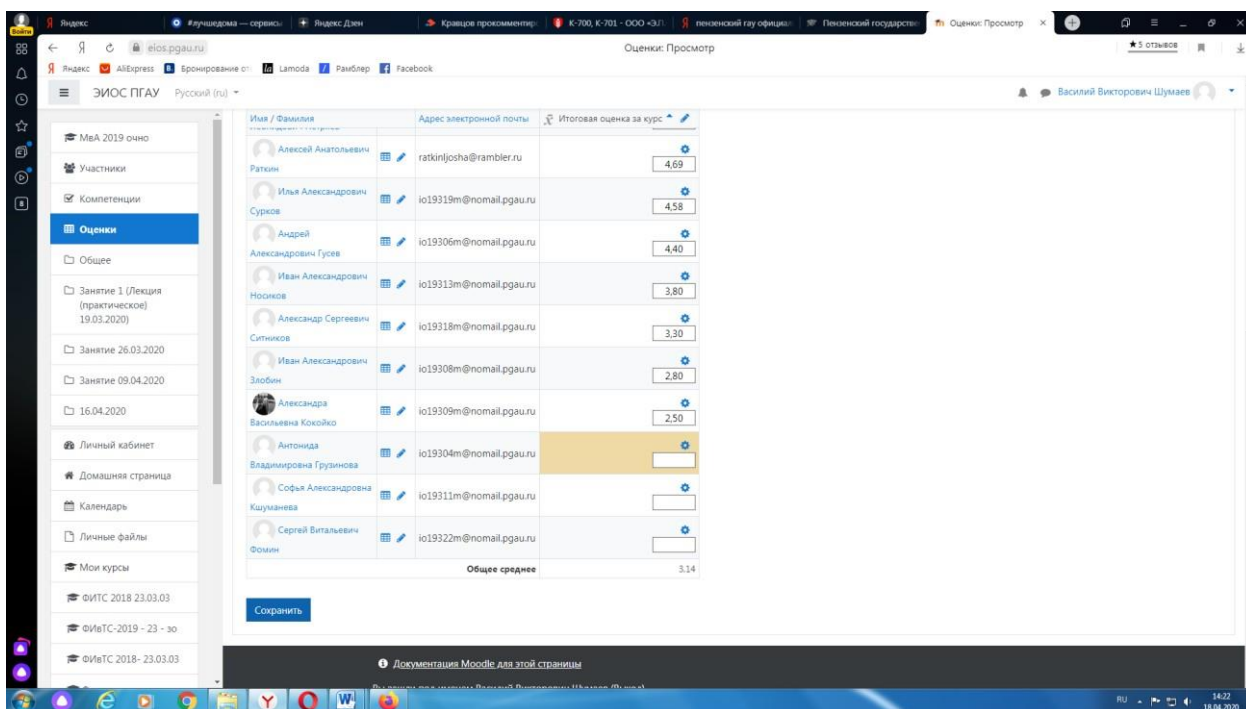 Войти
Яндекс
#лучшедома — сервисы
Яндекс Дзен
Кравцов прокомментир
К-700, К-701 - ООО «ЗЛ
пензенский гау официал
Пензенский государстве
Оценки: Просмотр
elos.pgau.ru
Оценки: Просмотр
★5 отзывов
Яндекс
AliExpress
Бронирование от
Lamoda
Рамблер
Facebook
ЭИОС ПГАУ
Русский (ru)
Василий Викторович Шумаев
МвА 2019 очно
Участники
Компетенции
Оценки
Общее
Занятие 1 (Лекция
(практическое)
19.03.2020)
Занятие 26.03.2020
Занятие 09.04.2020
16.04.2020
Личный кабинет
Домашняя страница
Календарь
Личные файлы
Мои курсы
ФИТС 2018 23.03.03
ФИвТС-2019 - 23 - зо
ФИвТС 2018- 23.03.03
Имя / Фамилия
Адрес электронной почты
Итоговая оценка за курс
Алексей Анатольевич
Раткин
ratkinljosha@rambler.ru
4,69
Илья Александрович
Сурков
io19319m@nomail.pgau.ru
4,58
Андрей
Александрович Гусев
io19306m@nomail.pgau.ru
4,40
Иван Александрович
Носиков
io19313m@nomail.pgau.ru
3,80
Александр Сергеевич
Ситников
io19318m@nomail.pgau.ru
3,30
Иван Александрович
Злобин
io19308m@nomail.pgau.ru
2,80
Александра
Васильевна Кокойко
io19309m@nomail.pgau.ru
2,50
Антонида
Владимировна Грузинова
io19304m@nomail.pgau.ru
Софья Александровна
Кшуманева
io19311m@nomail.pgau.ru
Сергей Витальевич
Фомин
io19322m@nomail.pgau.ru
Общее среднее
3,14
Сохранить
Документация Moodle для этой страницы
RU
14:22
18.04.2020